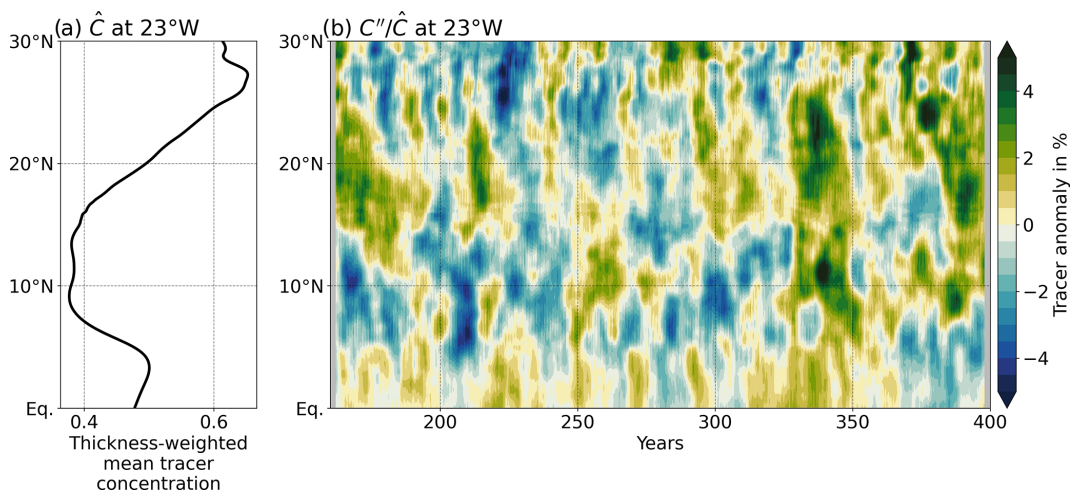 (a) Ĉ at 23°W
30°N
20°N
10°N
Eq.
0.4 0.6
Thickness-weighted
mean tracer
concentration
(b) C″/Ĉ at 23°W
30°N
20°N
10°N
Eq.
200 250 300 350 400
Years
4
2
0
−2
−4
Tracer anomaly in %